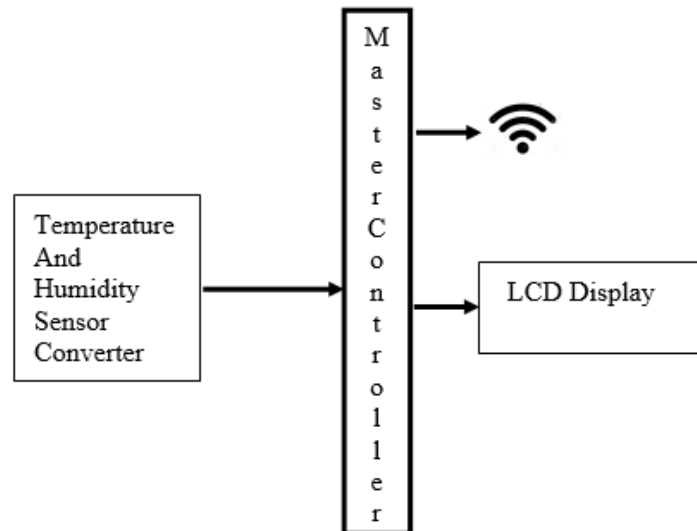 Temperature
And
Humidity
Sensor
Converter
M
a
s
t
e
r
C
o
n
t
r
o
l
l
e
r
LCD Display